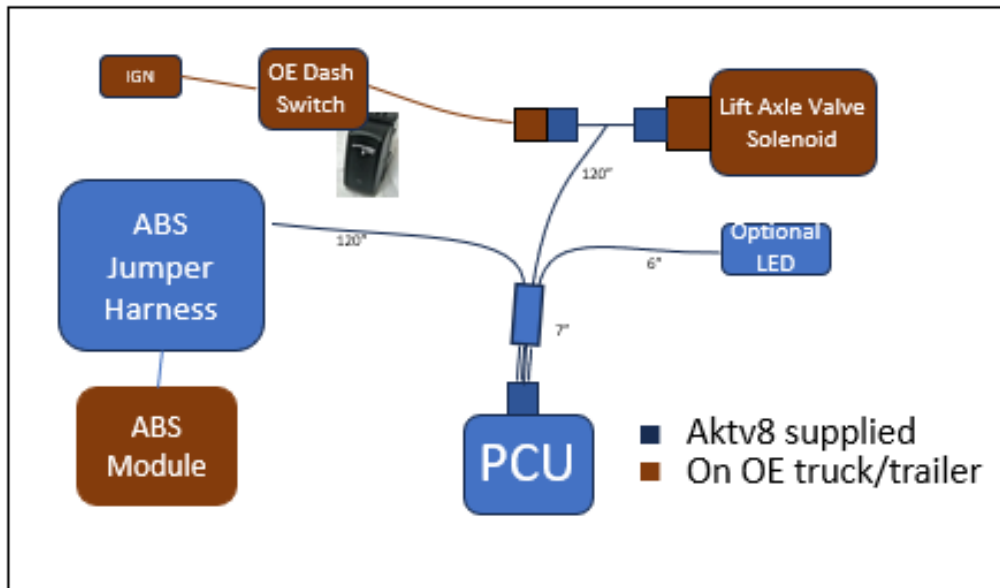 IGN
OE Dash
Switch
Lift Axle Valve
Solenoid
120"
ABS
Jumper
Harness
120"
Optional
LED
6"
7"
ABS
Module
PCU
Aktv8 supplied
On OE truck/trailer